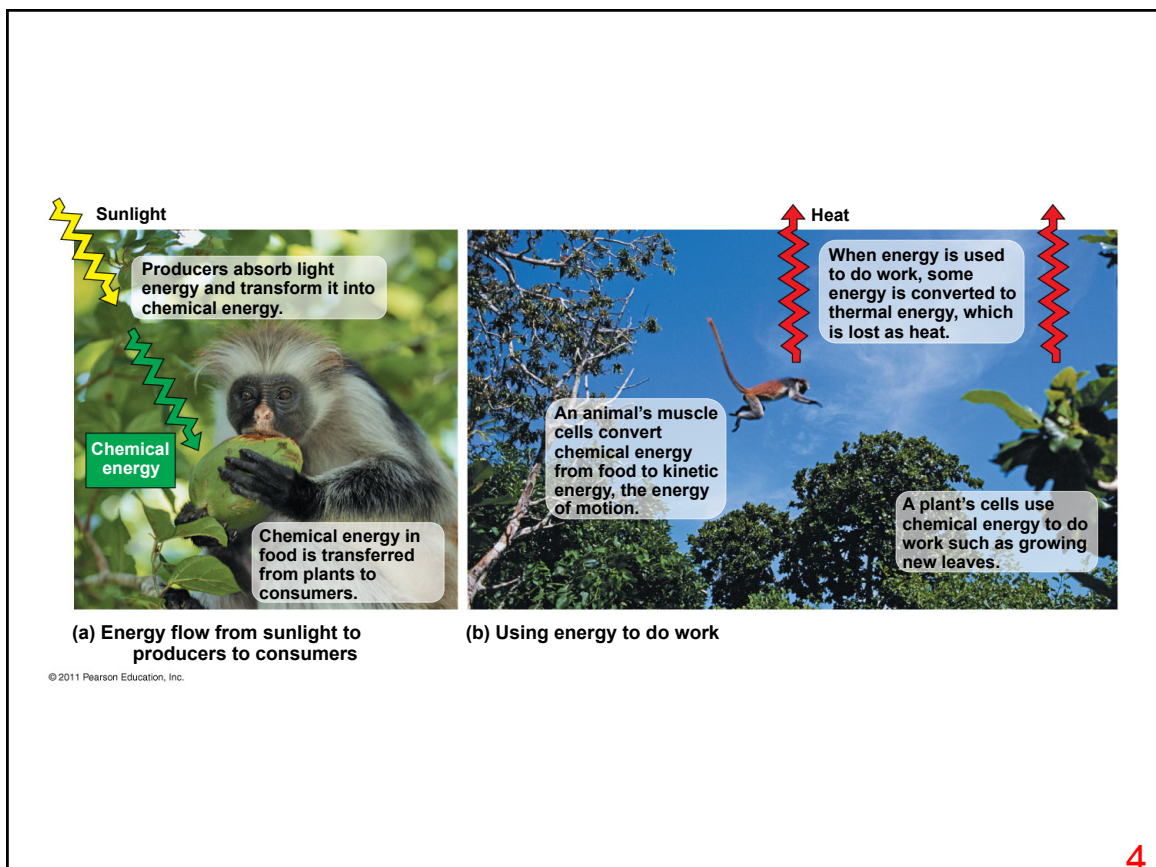 Sunlight
Producers absorb light
energy and transform it into
chemical energy.
Chemical
energy
Chemical energy in
food is transferred
from plants to
consumers.
(a) Energy flow from sunlight to
producers to consumers
Heat
When energy is used
to do work, some
energy is converted to
thermal energy, which
is lost as heat.
An animal’s muscle
cells convert
chemical energy
from food to kinetic
energy, the energy
of motion.
A plant’s cells use
chemical energy to do
work such as growing
new leaves.
(b) Using energy to do work
© 2011 Pearson Education, Inc.
4